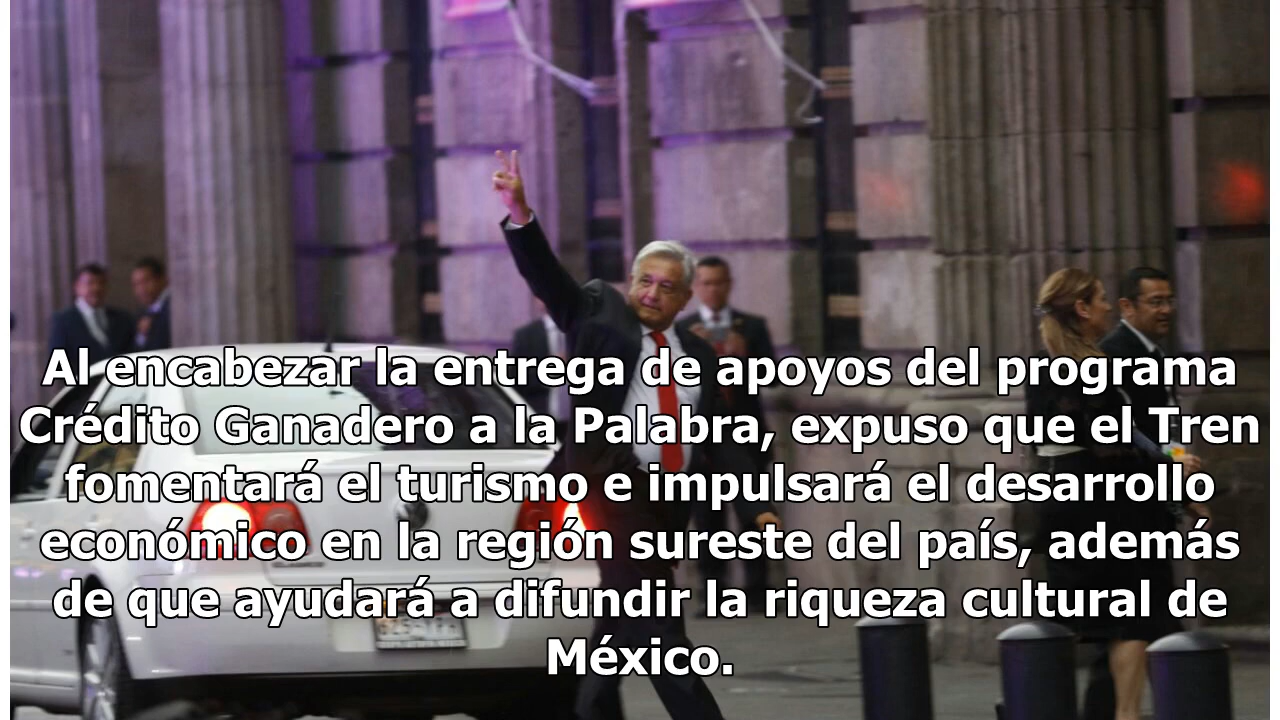 Al encabezar la entrega de apoyos del programa
Crédito Ganadero a la Palabra, expuso que el Tren
fomentará el turismo e impulsará el desarrollo
económico en la región sureste del país, además
de que ayudará a difundir la riqueza cultural de
México.